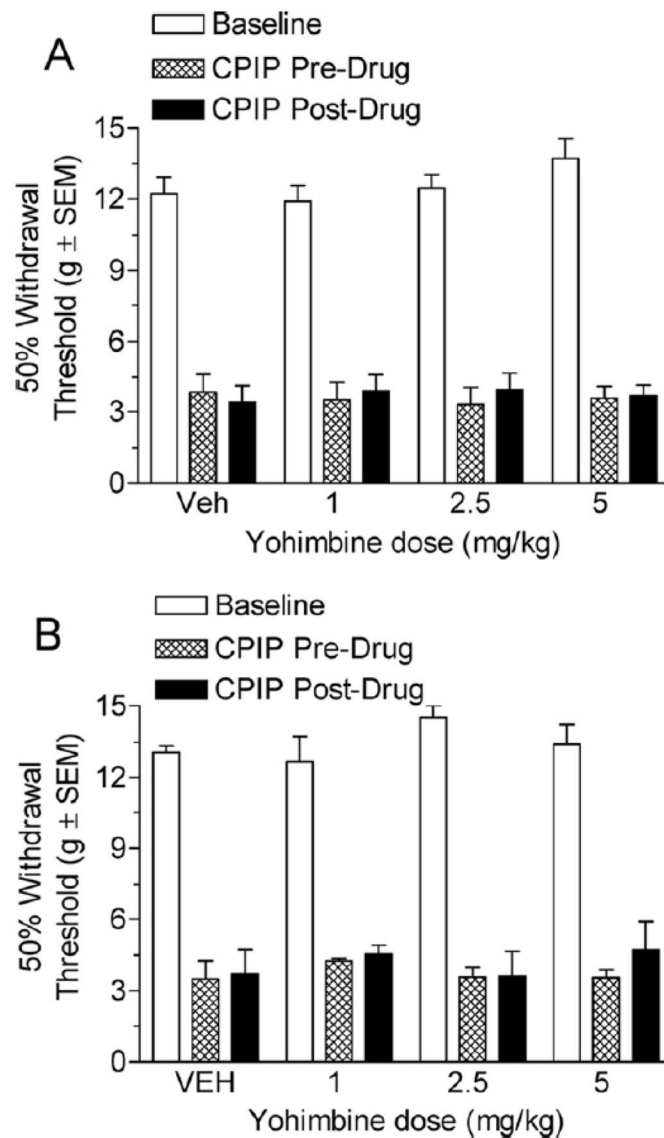 A
Baseline
CPIP Pre-Drug
CPIP Post-Drug
50% Withdrawal
Threshold (g ± SEM)
15
12
9
6
3
0
Veh 1 2.5 5
Yohimbine dose (mg/kg)
B
Baseline
CPIP Pre-Drug
CPIP Post-Drug
50% Withdrawal
Threshold (g ± SEM)
15
12
9
6
3
0
VEH 1 2.5 5
Yohimbine dose (mg/kg)